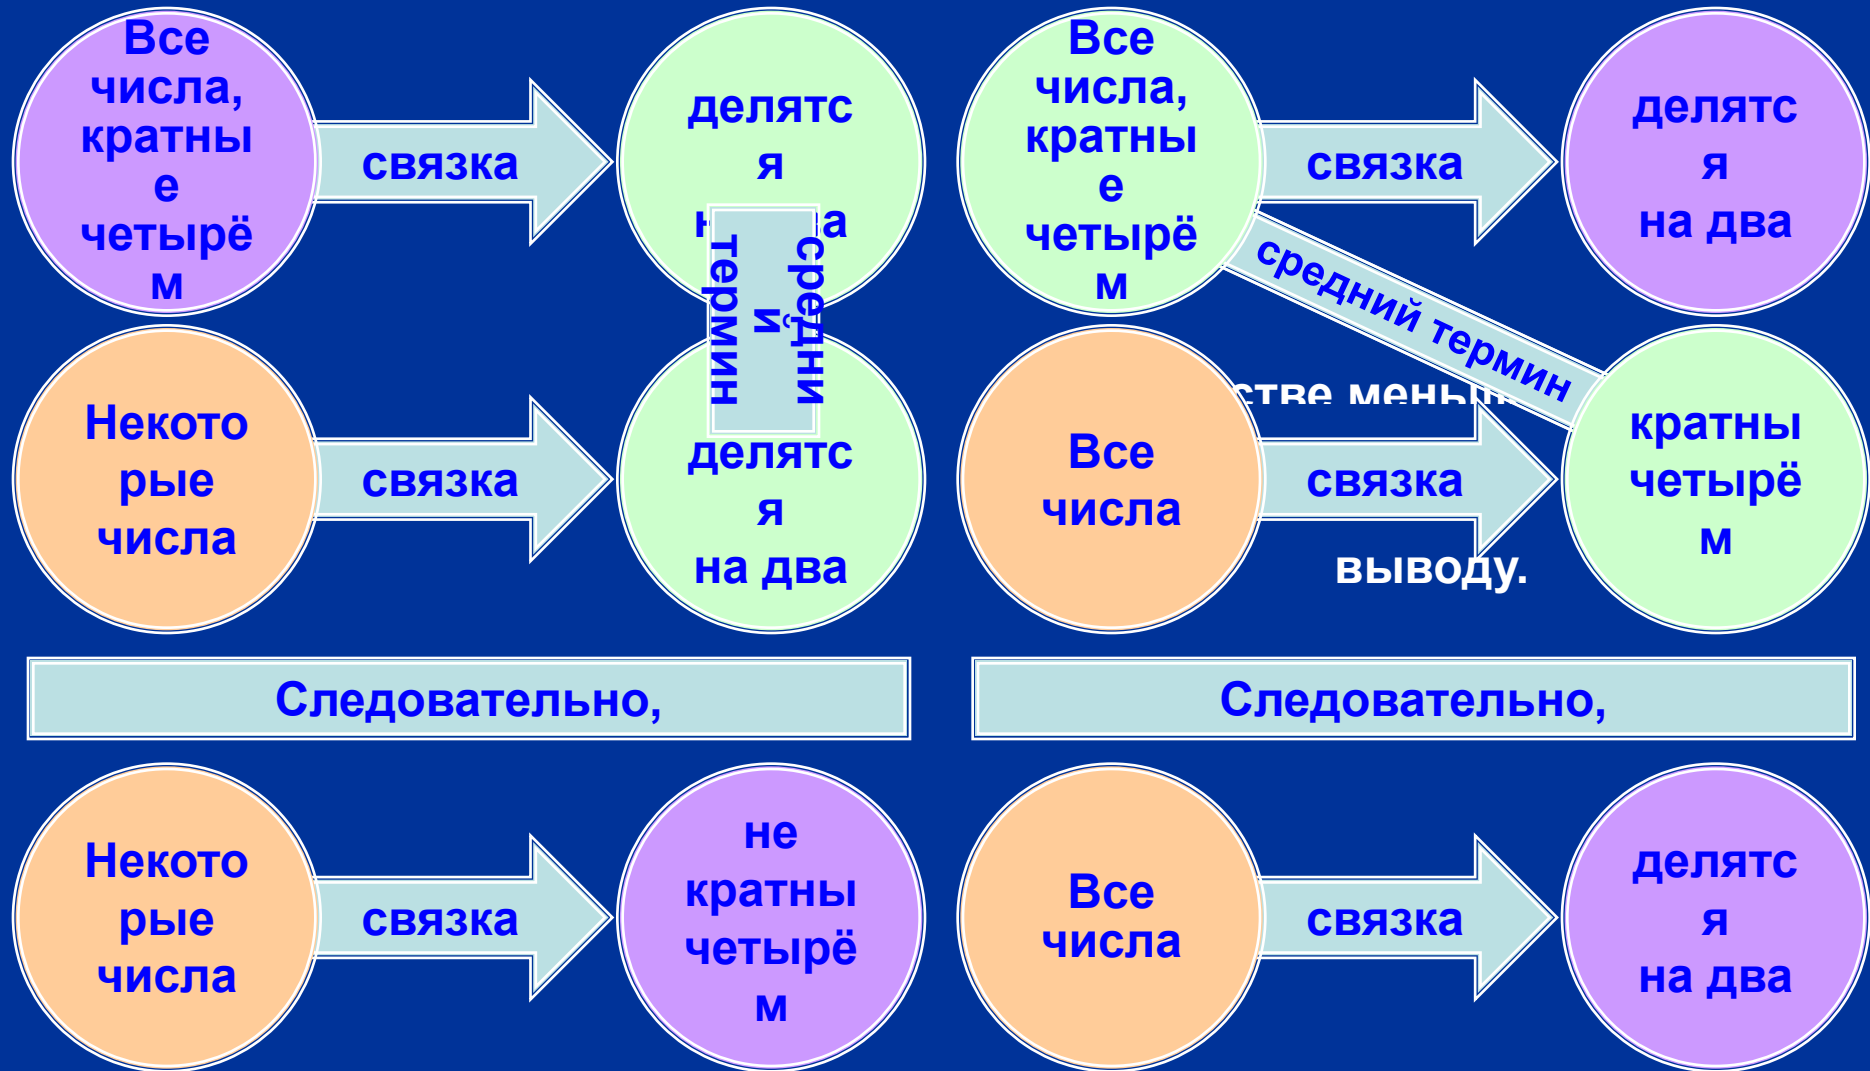 Все
числа,
кратны
е
четырё
м
связка
делятс
я
средни
й
термин
Некото
рые
числа
связка
делятс
я
на два
Следовательно,
Некото
рые
числа
связка
не
кратны
четырё
м
Все
числа,
кратны
е
четырё
м
связка
делятс
я
на два
средний термин
Все
числа
связка
кратны
четырё
м
выводу.
Следовательно,
Все
числа
связка
делятс
я
на два